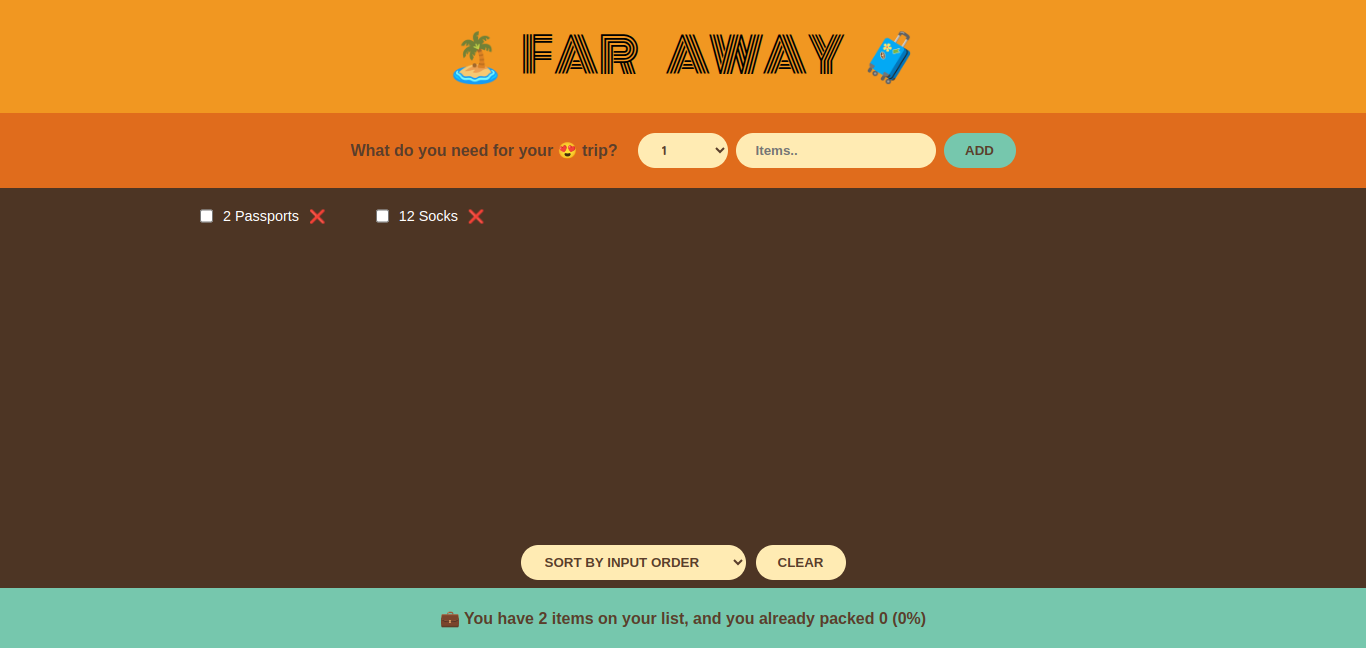 🏝️ FAR AWAY 🧳
What do you need for your 😍 trip? 1 Items.. ADD
2 Passports ❌ 12 Socks ❌
SORT BY INPUT ORDER CLEAR
💼 You have 2 items on your list, and you already packed 0 (0%)